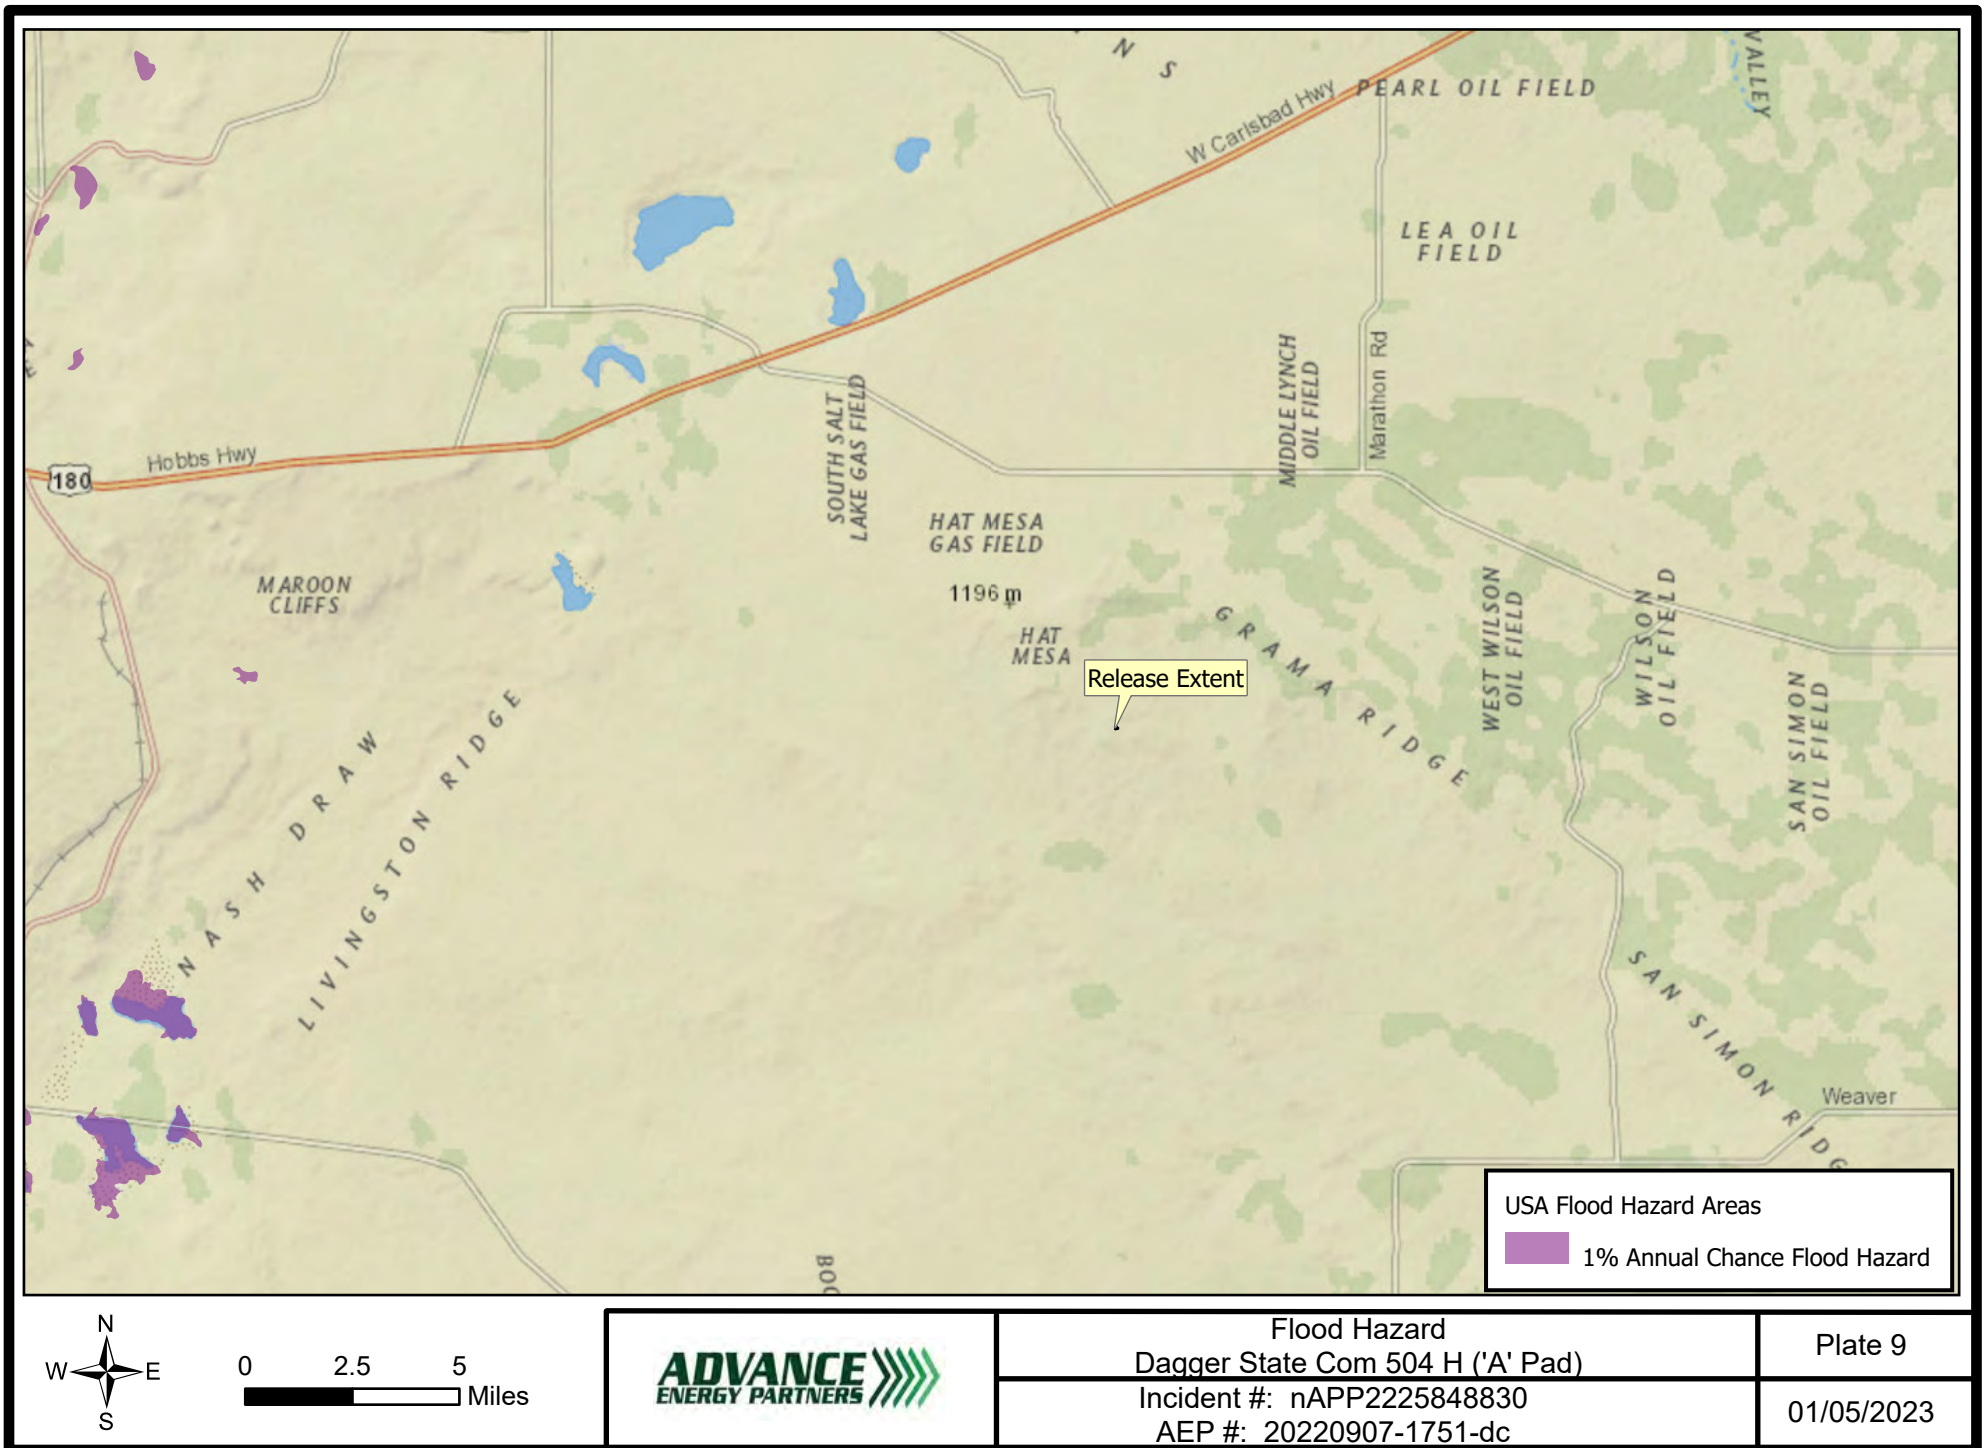 N S
VALLEY
PEARL OIL FIELD
W Carlsbad Hwy
LEA OIL
FIELD
MIDDLE LYNCH
OIL FIELD
Marathon Rd
SOUTH SALT
LAKE GAS FIELD
Hobbs Hwy
180
HAT MESA
GAS FIELD
1196 m
MAROON
CLIFFS
HAT
MESA
Release Extent
GRAMA RIDGE
WEST WILSON
OIL FIELD
WILSON
OIL FIELD
SAN SIMON
OIL FIELD
NASH DRAW
LIVINGSTON RIDGE
SAN SIMON RIDG
Weaver
BOC
USA Flood Hazard Areas
1% Annual Chance Flood Hazard
N
W E
S
0 2.5 5
Miles
ADVANCE
ENERGY PARTNERS
Flood Hazard
Dagger State Com 504 H ('A' Pad)
Incident #: nAPP2225848830
AEP #: 20220907-1751-dc
Plate 9
01/05/2023